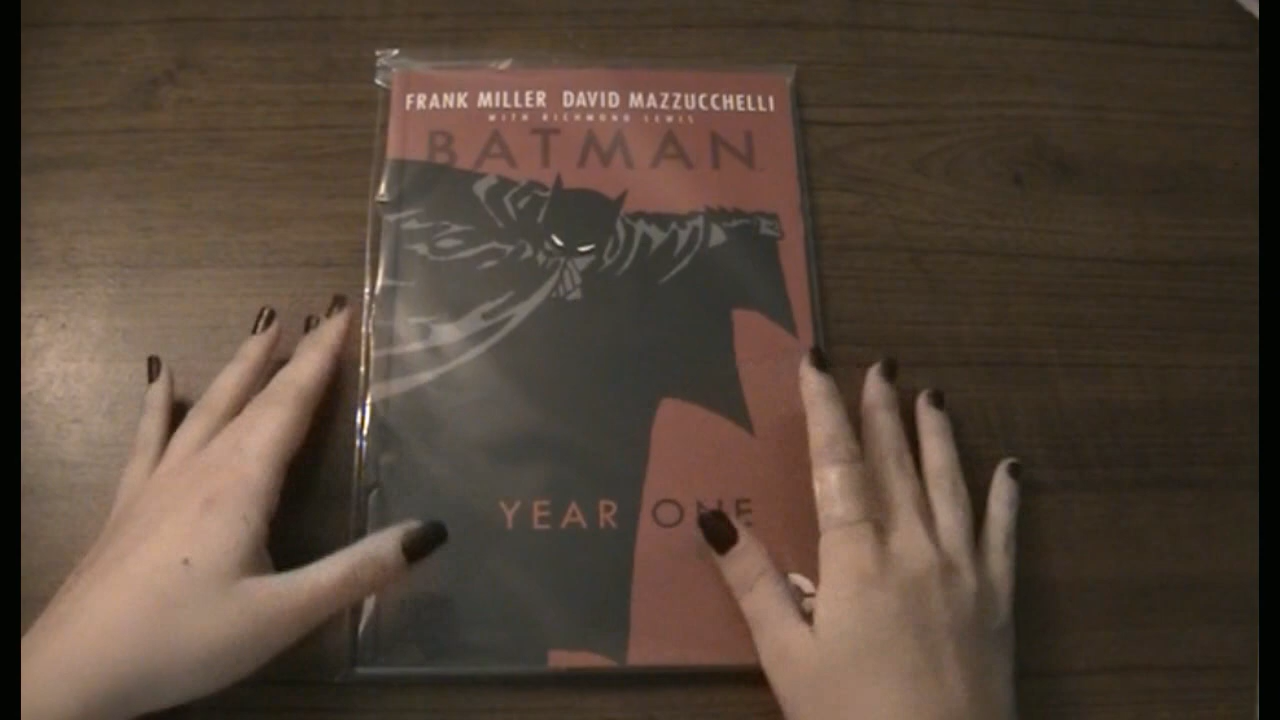 FRANK MILLER DAVID MAZZUCCHELLI
WITH RICHMOND LEWIS
BATMAN
YEAR ONE